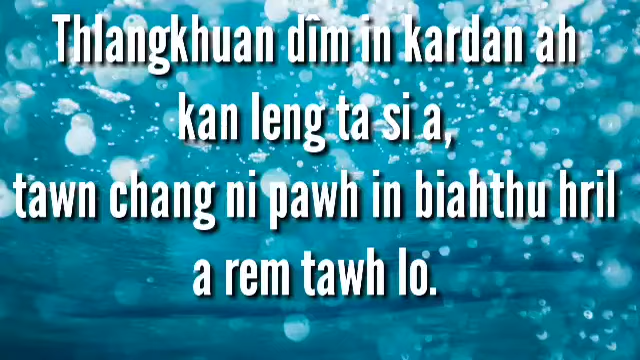 Thlangkhuan dîm in kardan ah
kan leng ta si a,
tawn chang ni pawh in biahthu hril
a rem tawh lo.